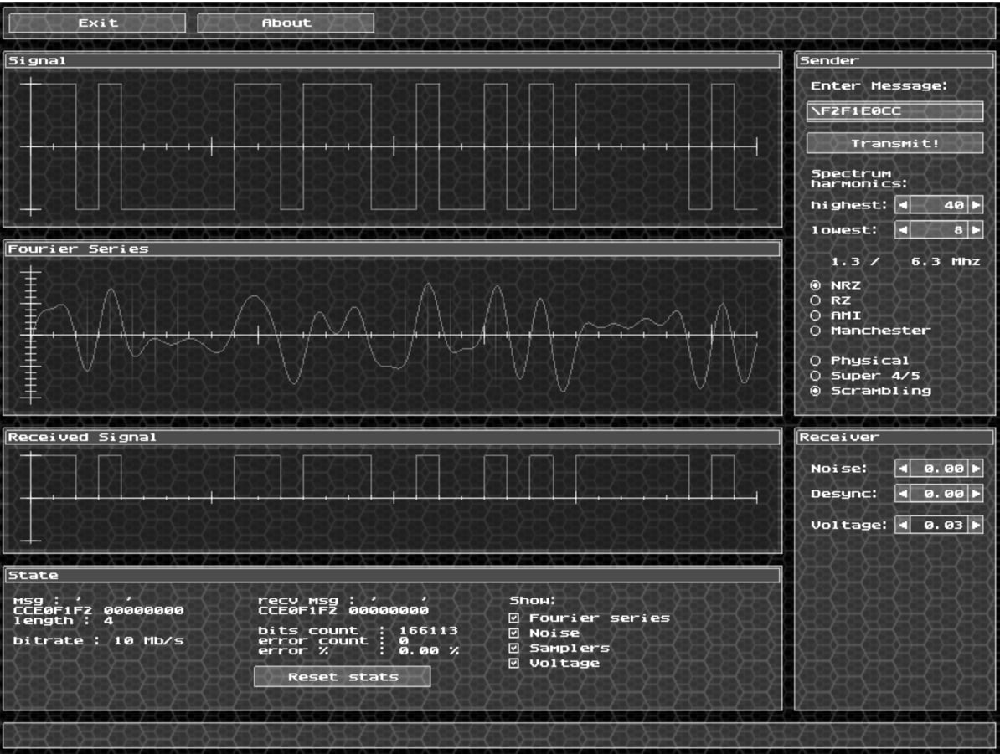 Exit
About
Signal
Fourier Series
Received Signal
State
msg : '    '
CCE0F1F2 00000000
length : 4
bitrate : 10 Mb/s
recv msg : '    '
CCE0F1F2 00000000
bits count : 166113
error count : 0
error % : 0.00 %
Reset stats
Show:
Fourier series
Noise
Samplers
Voltage
Sender
Enter Message:
\F2F1E0CC
Transmit!
Spectrum
harmonics:
highest: 40
lowest: 8
1.3 / 6.3 Mhz
NRZ
RZ
AMI
Manchester
Physical
Super 4/5
Scrambling
Receiver
Noise: 0.00
Desync: 0.00
Voltage: 0.03